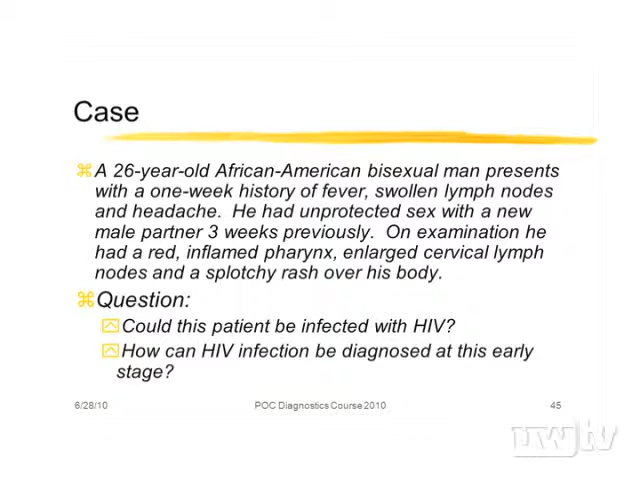 Case
A 26-year-old African-American bisexual man presents
with a one-week history of fever, swollen lymph nodes
and headache. He had unprotected sex with a new
male partner 3 weeks previously. On examination he
had a red, inflamed pharynx, enlarged cervical lymph
nodes and a splotchy rash over his body.
Question:
Could this patient be infected with HIV?
How can HIV infection be diagnosed at this early
stage?
6/28/10 POC Diagnostics Course 2010 45
uwtv